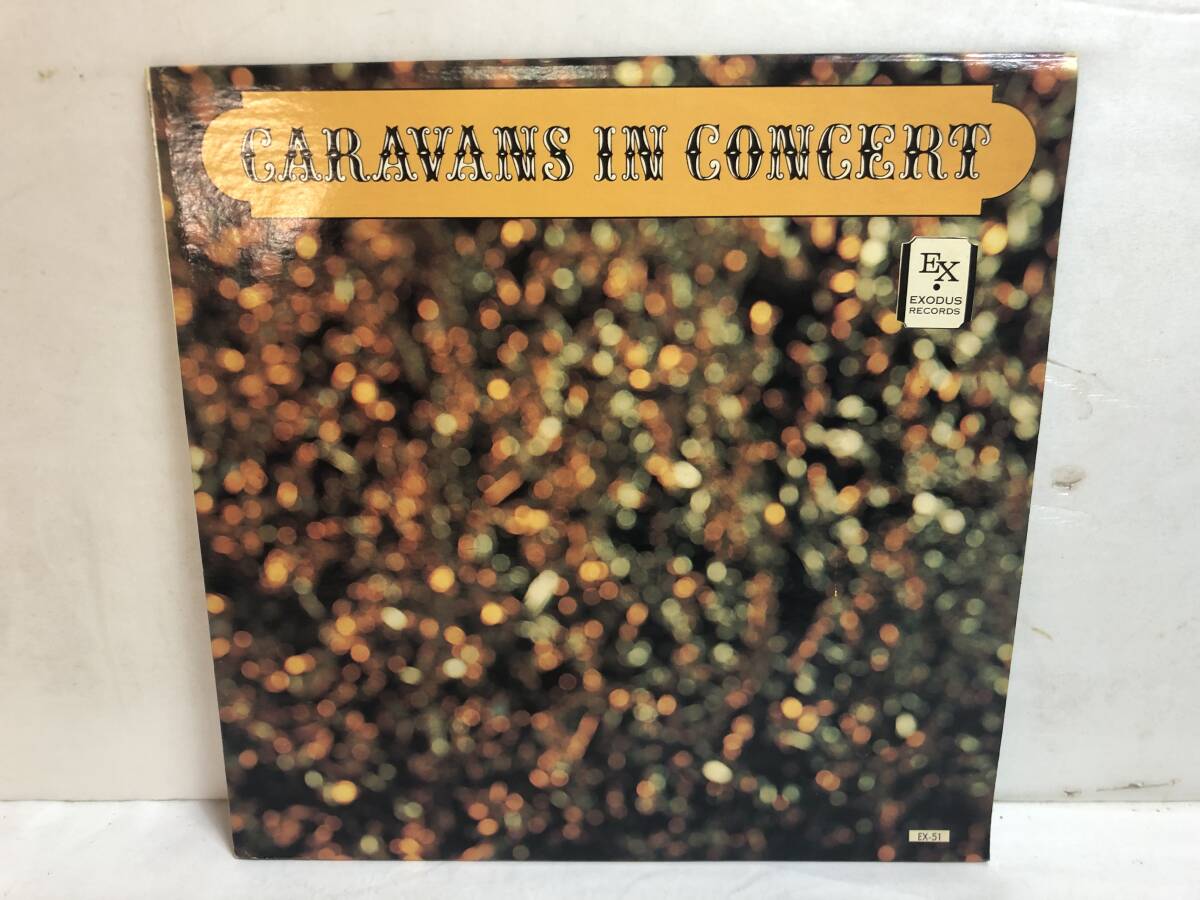 CARAVANS IN CONCERT
EX
EXODUS
RECORDS
EX-51